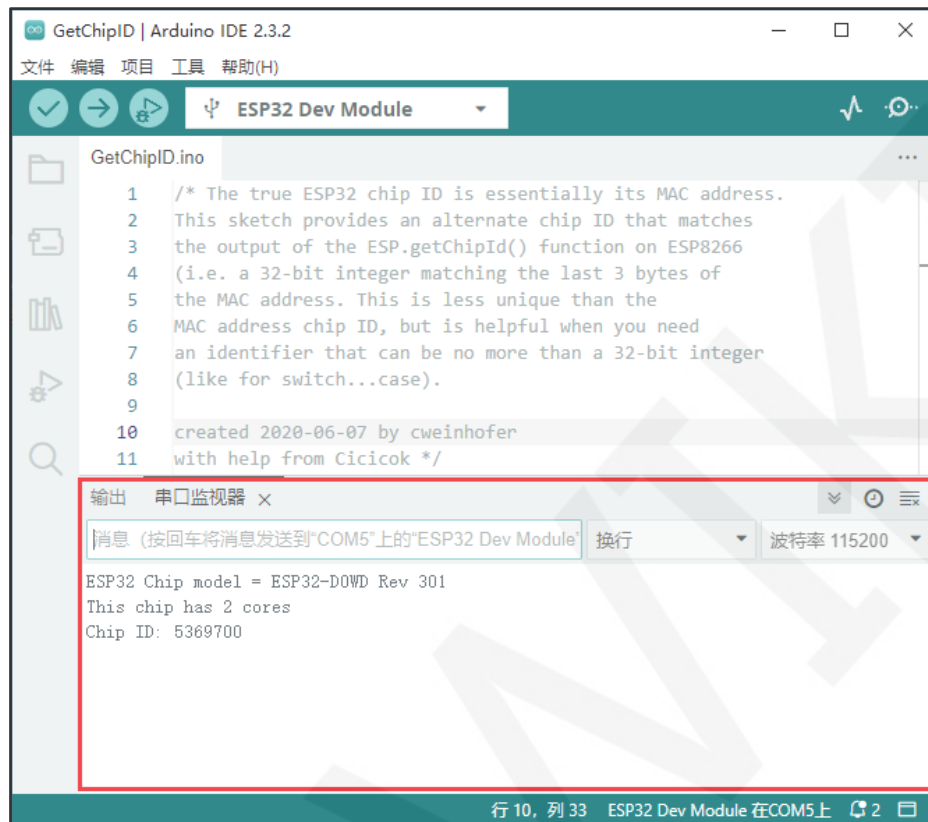 GetChipID | Arduino IDE 2.3.2
文件 编辑 项目 工具 帮助(H)
ESP32 Dev Module
GetChipID.ino
1 /* The true ESP32 chip ID is essentially its MAC address.
2 This sketch provides an alternate chip ID that matches
3 the output of the ESP.getChipId() function on ESP8266
4 (i.e. a 32-bit integer matching the last 3 bytes of
5 the MAC address. This is less unique than the
6 MAC address chip ID, but is helpful when you need
7 an identifier that can be no more than a 32-bit integer
8 (like for switch...case).
9
10 created 2020-06-07 by cweinhofer
11 with help from Cicicok */
输出 串口监视器
消息（按回车将消息发送到“COM5”上的“ESP32 Dev Module” 换行 波特率 115200
ESP32 Chip model = ESP32-D0WD Rev 301
This chip has 2 cores
Chip ID: 5369700
行 10，列 33 ESP32 Dev Module 在COM5上 2